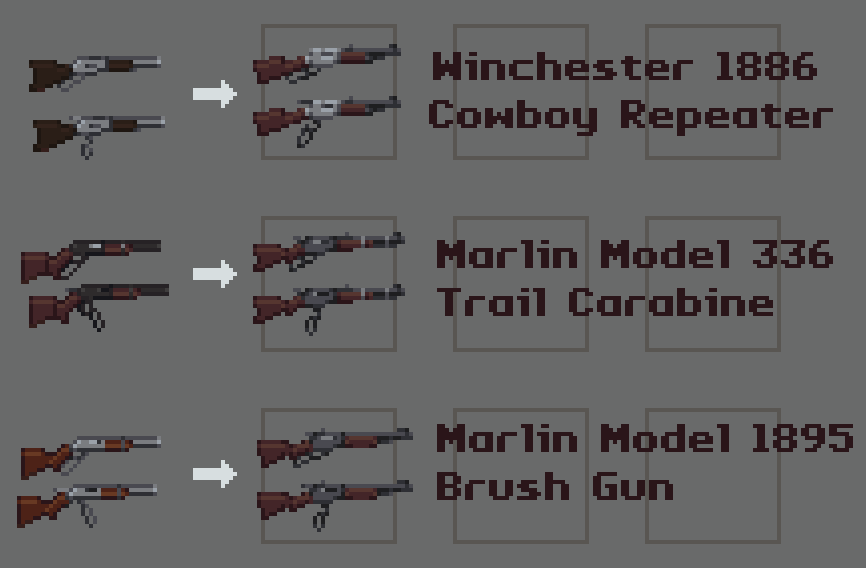 Winchester 1886
Cowboy Repeater
Marlin Model 336
Trail Carabine
Marlin Model 1895
Brush Gun